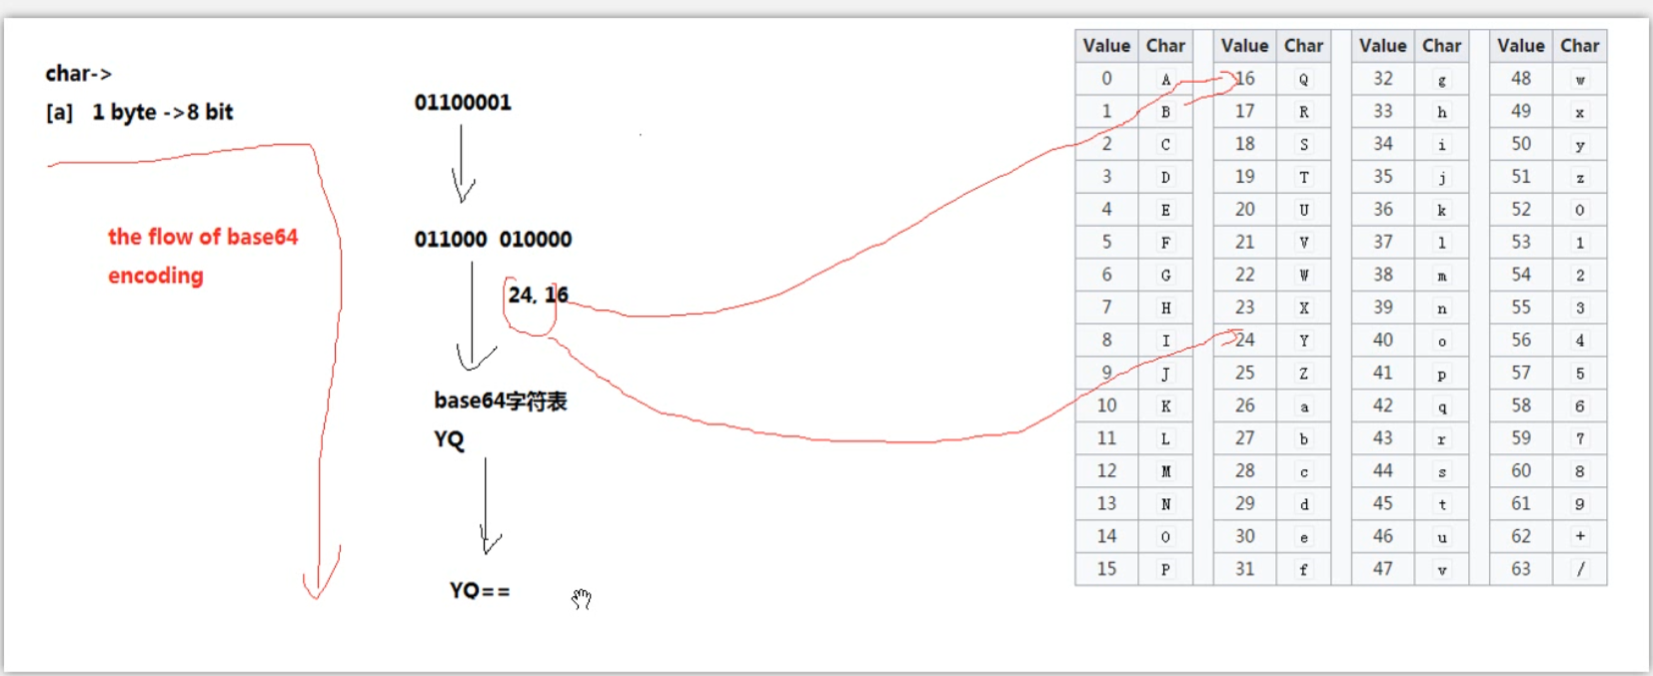 char->
[a] 1 byte ->8 bit
the flow of base64
encoding
01100001
011000 010000
24, 16
base64字符表
YQ
YQ==
Value Char Value Char Value Char Value Char
0 A 16 Q 32 g 48 w
1 B 17 R 33 h 49 x
2 C 18 S 34 i 50 y
3 D 19 T 35 j 51 z
4 E 20 U 36 k 52 0
5 F 21 V 37 l 53 1
6 G 22 W 38 m 54 2
7 H 23 X 39 n 55 3
8 I 24 Y 40 o 56 4
9 J 25 Z 41 p 57 5
10 K 26 a 42 q 58 6
11 L 27 b 43 r 59 7
12 M 28 c 44 s 60 8
13 N 29 d 45 t 61 9
14 O 30 e 46 u 62 +
15 P 31 f 47 v 63 /